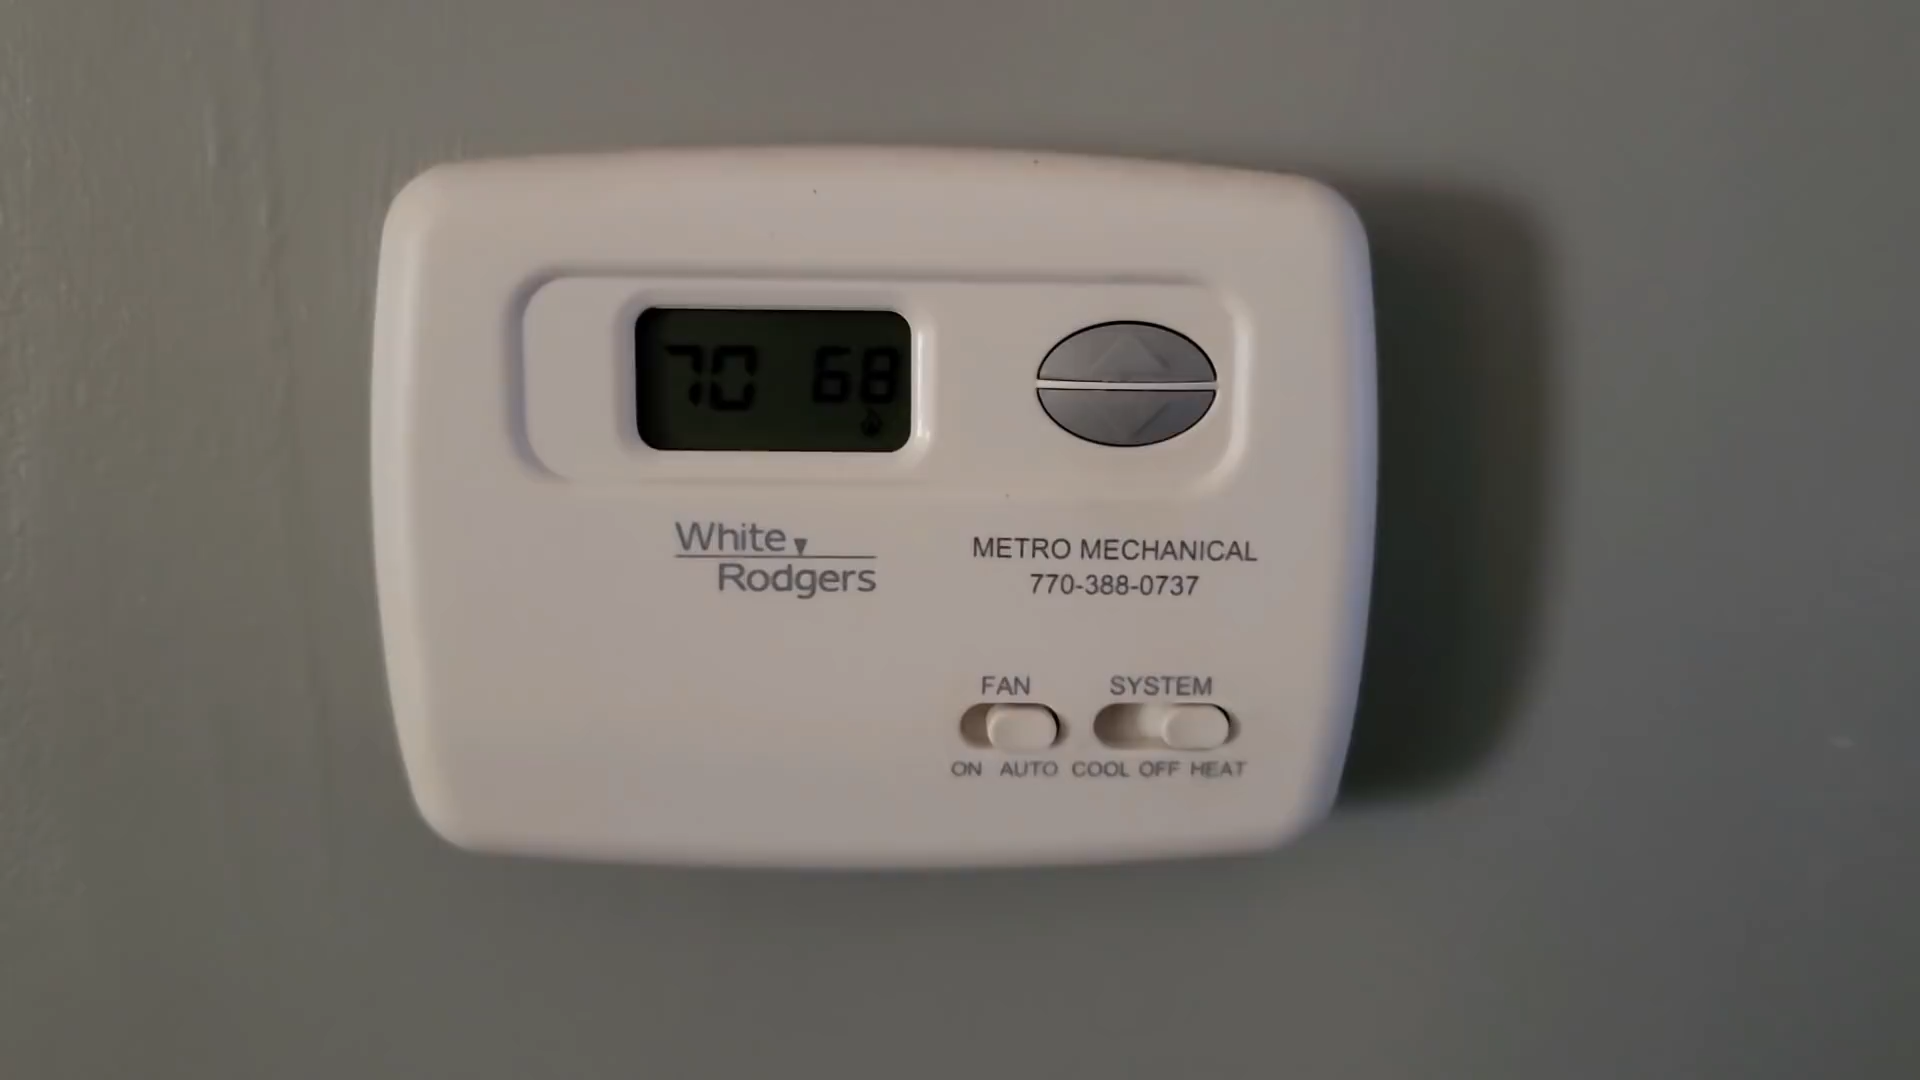 70 68
White
Rodgers
METRO MECHANICAL
770-388-0737
FAN SYSTEM
ON AUTO COOL OFF HEAT